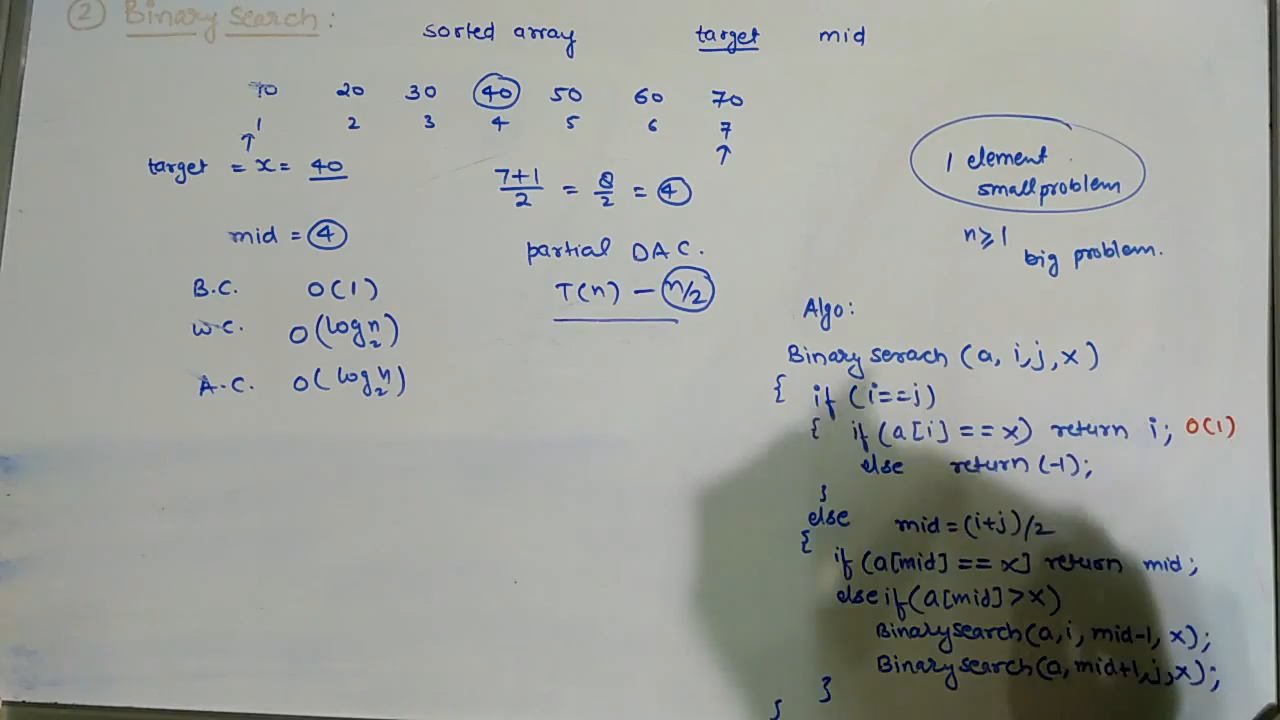 ② Binary Search:
sorted array target mid
10 20 30 40 50 60 70
1 2 3 4 5 6 7
↑ ↑
target = x = 40
7+1/2 = 8/2 = 4
mid = 4
partial DAC.
B.C. O(1)
T(n) - n/2
W.C. O(log₂n)
A.C. O(log₂n)
1 element
small problem
n≥1
big problem.
Algo:
Binary serach (a, i, j, x)
{ if (i==j)
{ if (a[i] == x) return i; O(1)
else return (-1);
}
else mid = (i+j)/2
{
if (a[mid] == x] return mid;
else if (a[mid] > x)
Binarysearch(a, i, mid-1, x);
Binarysearch(a, mid+1, j, x);
}
}